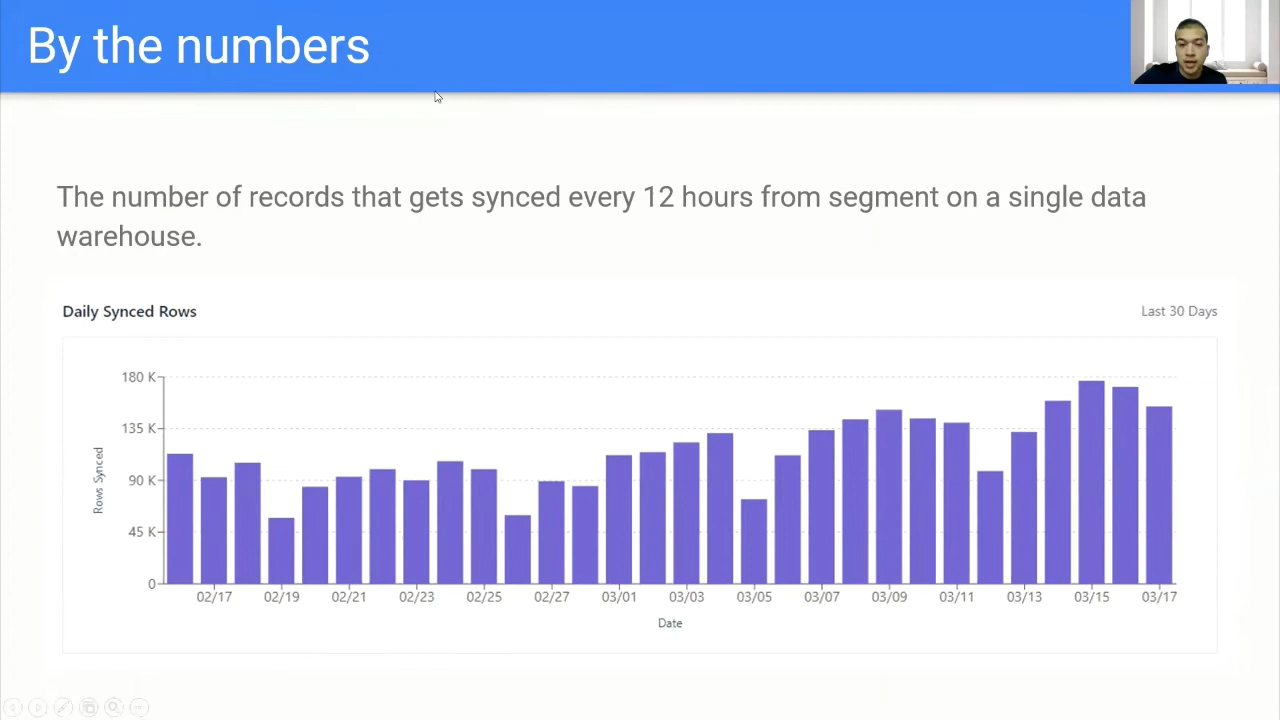 By the numbers
The number of records that gets synced every 12 hours from segment on a single data
warehouse.
Daily Synced Rows
Last 30 Days
180 K
135 K
90 K
45 K
0
Rows Synced
02/17 02/19 02/21 02/23 02/25 02/27 03/01 03/03 03/05 03/07 03/09 03/11 03/13 03/15 03/17
Date